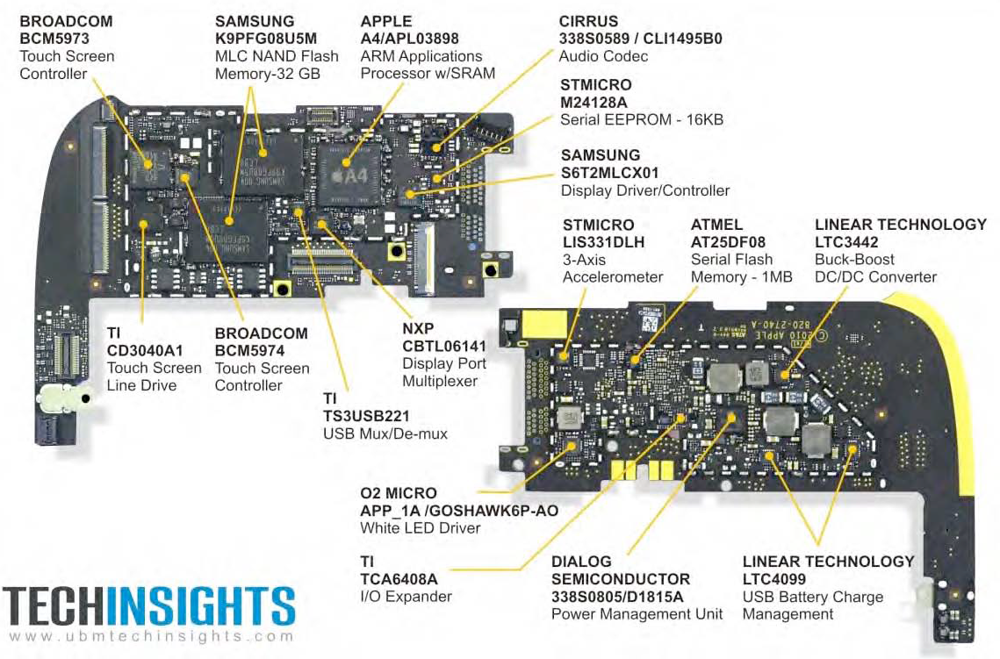 BROADCOM
BCM5973
Touch Screen
Controller
SAMSUNG
K9PFG08U5M
MLC NAND Flash
Memory-32 GB
APPLE
A4/APL03898
ARM Applications
Processor w/SRAM
CIRRUS
338S0589 / CLI1495B0
Audio Codec
STMICRO
M24128A
Serial EEPROM - 16KB
SAMSUNG
S6T2MLCX01
Display Driver/Controller
A4
STMICRO
LIS331DLH
3-Axis
Accelerometer
ATMEL
AT25DF08
Serial Flash
Memory - 1MB
LINEAR TECHNOLOGY
LTC3442
Buck-Boost
DC/DC Converter
TI
CD3040A1
Touch Screen
Line Drive
BROADCOM
BCM5974
Touch Screen
Controller
TI
TS3USB221
USB Mux/De-mux
NXP
CBTL06141
Display Port
Multiplexer
© 2010 APPLE
820-2740-A
O2 MICRO
APP_1A /GOSHAWK6P-AO
White LED Driver
TI
TCA6408A
I/O Expander
DIALOG
SEMICONDUCTOR
338S0805/D1815A
Power Management Unit
LINEAR TECHNOLOGY
LTC4099
USB Battery Charge
Management
TECHINSIGHTS
www.ubmtechinsights.com